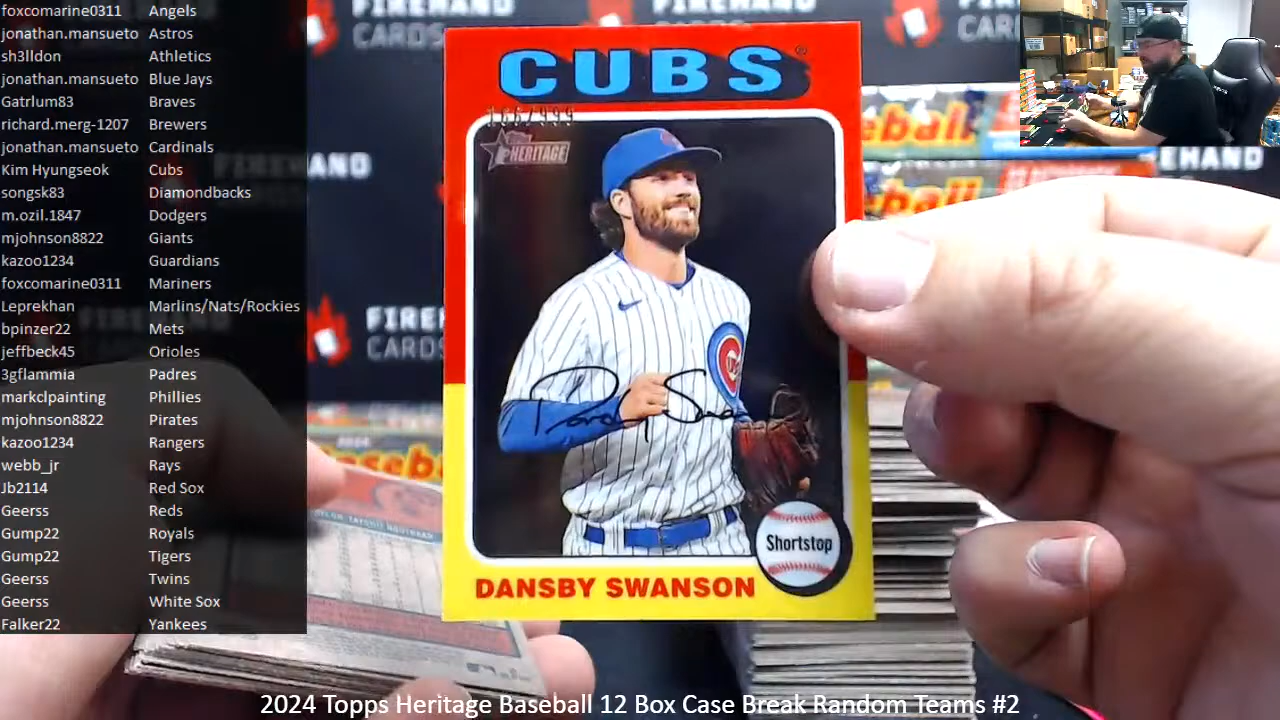 foxcomarine0311 Angels
jonathan.mansueto Astros
sh3lldon Athletics
jonathan.mansueto Blue Jays
Gatrlum83 Braves
richard.merg-1207 Brewers
jonathan.mansueto Cardinals
Kim Hyungseok Cubs
songsk83 Diamondbacks
m.ozil.1847 Dodgers
mjohnson8822 Giants
kazoo1234 Guardians
foxcomarine0311 Mariners
Leprekhan Marlins/Nats/Rockies
bpinzer22 Mets
jeffbeck45 Orioles
3gflammia Padres
markclpainting Phillies
mjohnson8822 Pirates
kazoo1234 Rangers
webb_jr Rays
Jb2114 Red Sox
Geerss Reds
Gump22 Royals
Gump22 Tigers
Geerss Twins
Geerss White Sox
Falker22 Yankees
FIREHAND
CARDS
CUBS
166/999
HERITAGE
Dansby Swanson
Shortstop
DANSBY SWANSON
2024 Topps Heritage Baseball 12 Box Case Break Random Teams #2